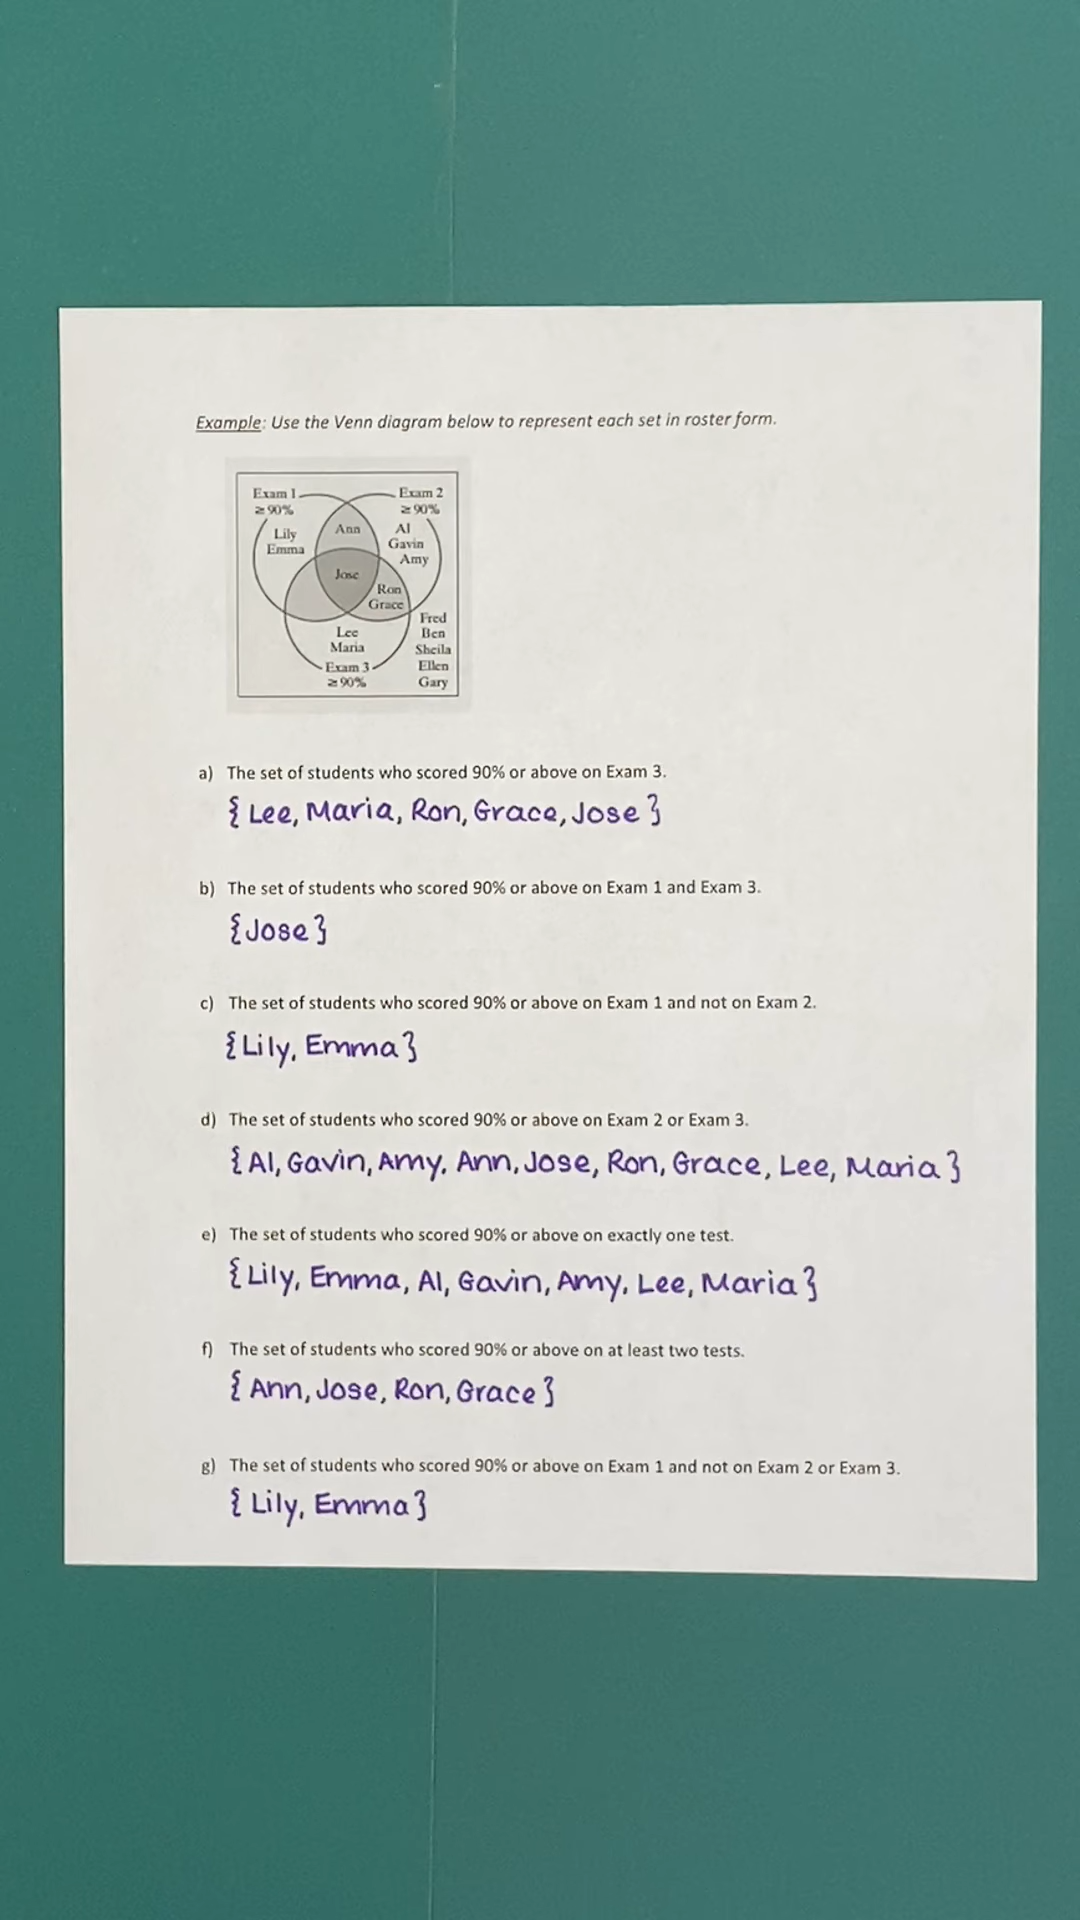 Example: Use the Venn diagram below to represent each set in roster form.
Exam 1
≥ 90%
Exam 2
≥ 90%
Lily
Emma
Ann
Al
Gavin
Amy
Jose
Ron
Grace
Lee
Maria
Fred
Ben
Sheila
Ellen
Gary
Exam 3
≥ 90%
a) The set of students who scored 90% or above on Exam 3.
{ Lee, Maria, Ron, Grace, Jose }
b) The set of students who scored 90% or above on Exam 1 and Exam 3.
{Jose}
c) The set of students who scored 90% or above on Exam 1 and not on Exam 2.
{Lily, Emma}
d) The set of students who scored 90% or above on Exam 2 or Exam 3.
{Al, Gavin, Amy, Ann, Jose, Ron, Grace, Lee, Maria}
e) The set of students who scored 90% or above on exactly one test.
{Lily, Emma, Al, Gavin, Amy, Lee, Maria}
f) The set of students who scored 90% or above on at least two tests.
{ Ann, Jose, Ron, Grace }
g) The set of students who scored 90% or above on Exam 1 and not on Exam 2 or Exam 3.
{ Lily, Emma}